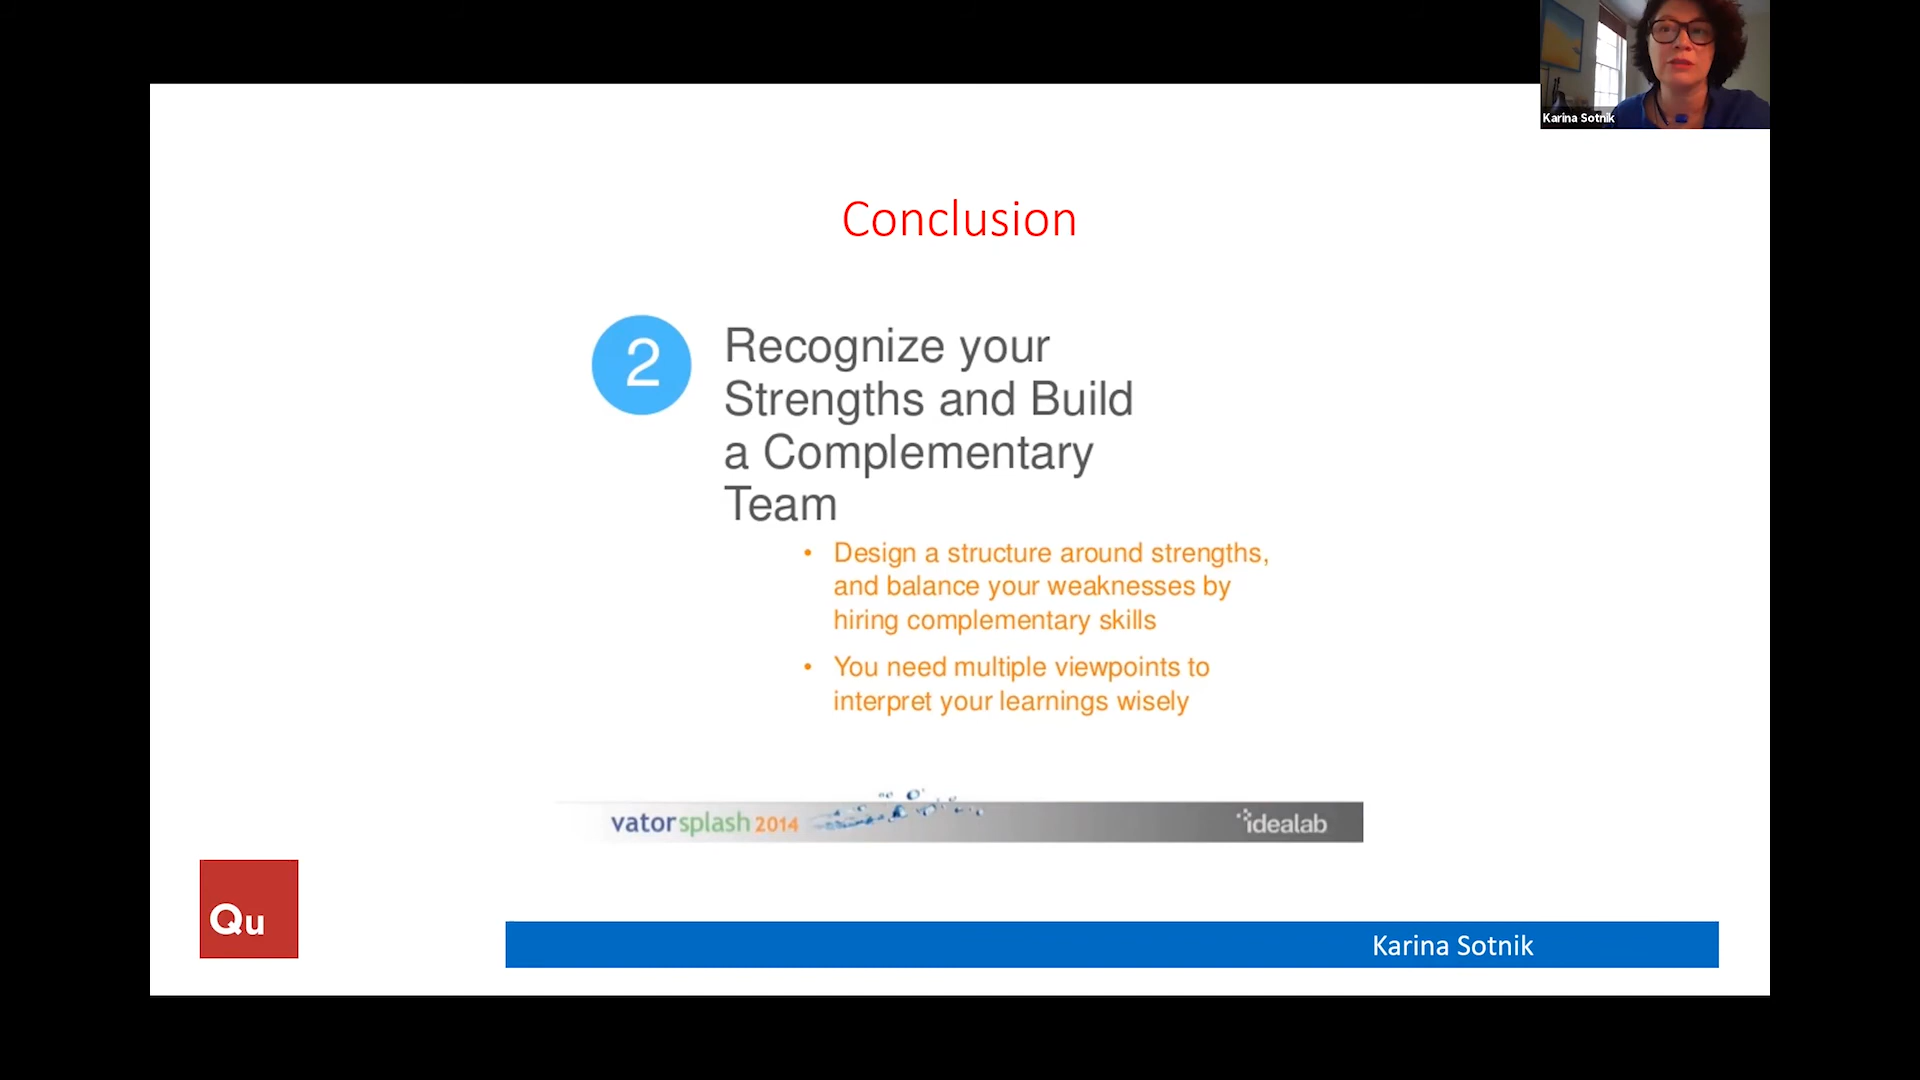 Karina Sotnik
Conclusion
2
Recognize your
Strengths and Build
a Complementary
Team
• Design a structure around strengths,
and balance your weaknesses by
hiring complementary skills
• You need multiple viewpoints to
interpret your learnings wisely
vatorsplash 2014
idealab
Qu
Karina Sotnik